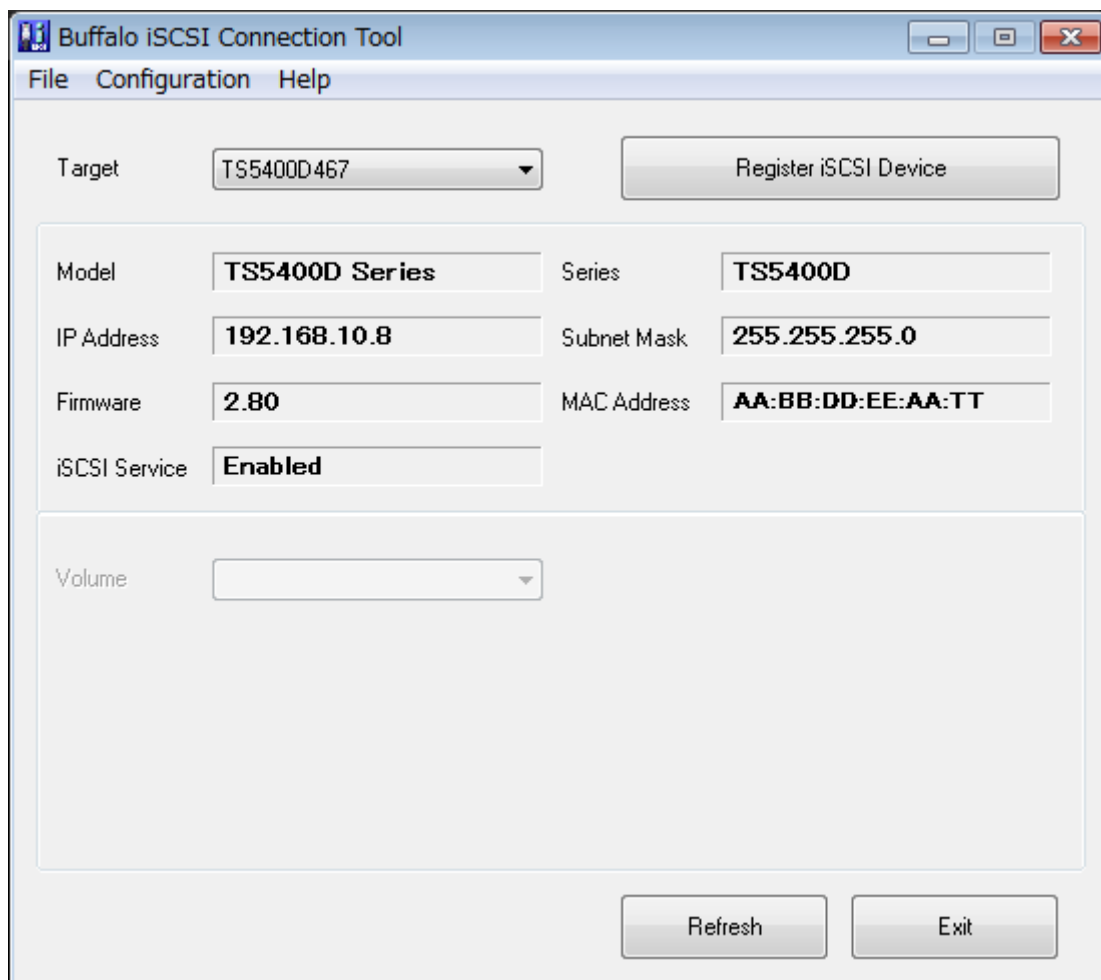 Buffalo iSCSI Connection Tool
File Configuration Help
Target TS5400D467 Register iSCSI Device
Model TS5400D Series Series TS5400D
IP Address 192.168.10.8 Subnet Mask 255.255.255.0
Firmware 2.80 MAC Address AA:BB:DD:EE:AA:TT
iSCSI Service Enabled
Volume
Refresh Exit